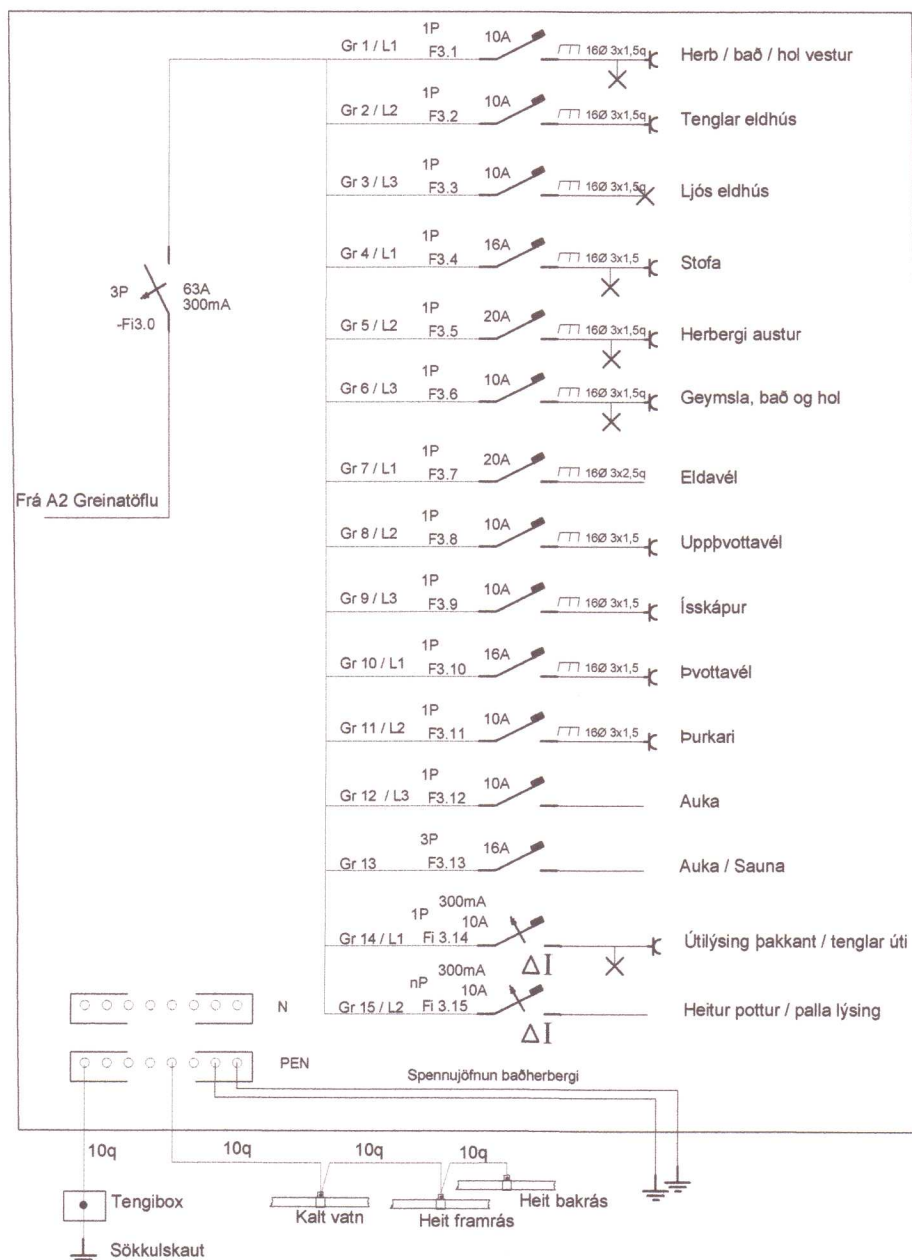 Gr 1 / L1 1P F3.1 10A 16Ø 3x1,5q Herb / bað / hol vestur
Gr 2 / L2 1P F3.2 10A 16Ø 3x1,5q Tenglar eldhús
Gr 3 / L3 1P F3.3 10A 16Ø 3x1,5q Ljós eldhús
Gr 4 / L1 1P F3.4 16A 16Ø 3x1,5 Stofa
3P 63A
300mA
-Fi3.0
Gr 5 / L2 1P F3.5 20A 16Ø 3x1,5q Herbergi austur
Gr 6 / L3 1P F3.6 10A 16Ø 3x1,5q Geymsla, bað og hol
Gr 7 / L1 1P F3.7 20A 16Ø 3x2,5q Eldavél
Frá A2 Greinatöflu
Gr 8 / L2 1P F3.8 10A 16Ø 3x1,5 Uppþvottavél
Gr 9 / L3 1P F3.9 10A 16Ø 3x1,5 Ísskápur
Gr 10 / L1 1P F3.10 16A 16Ø 3x1,5 Þvottavél
Gr 11 / L2 1P F3.11 10A 16Ø 3x1,5 Þurkari
Gr 12 / L3 1P F3.12 10A Auka
Gr 13 3P F3.13 16A Auka / Sauna
Gr 14 / L1 1P Fi 3.14 300mA 10A ΔI Útilýsing þakkant / tenglar úti
Gr 15 / L2 nP Fi 3.15 300mA 10A ΔI Heitur pottur / palla lýsing
N
PEN
Spennujöfnun baðherbergi
10q 10q 10q 10q
Tengibox Kalt vatn Heit framrás Heit bakrás
Sökkulskaut